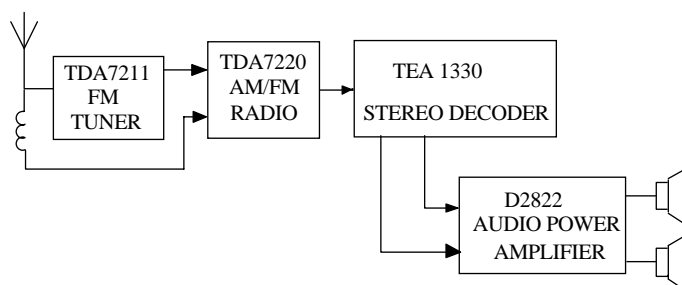 TDA7211
FM
TUNER
TDA7220
AM/FM
RADIO
TEA 1330
STEREO DECODER
D2822
AUDIO POWER
AMPLIFIER